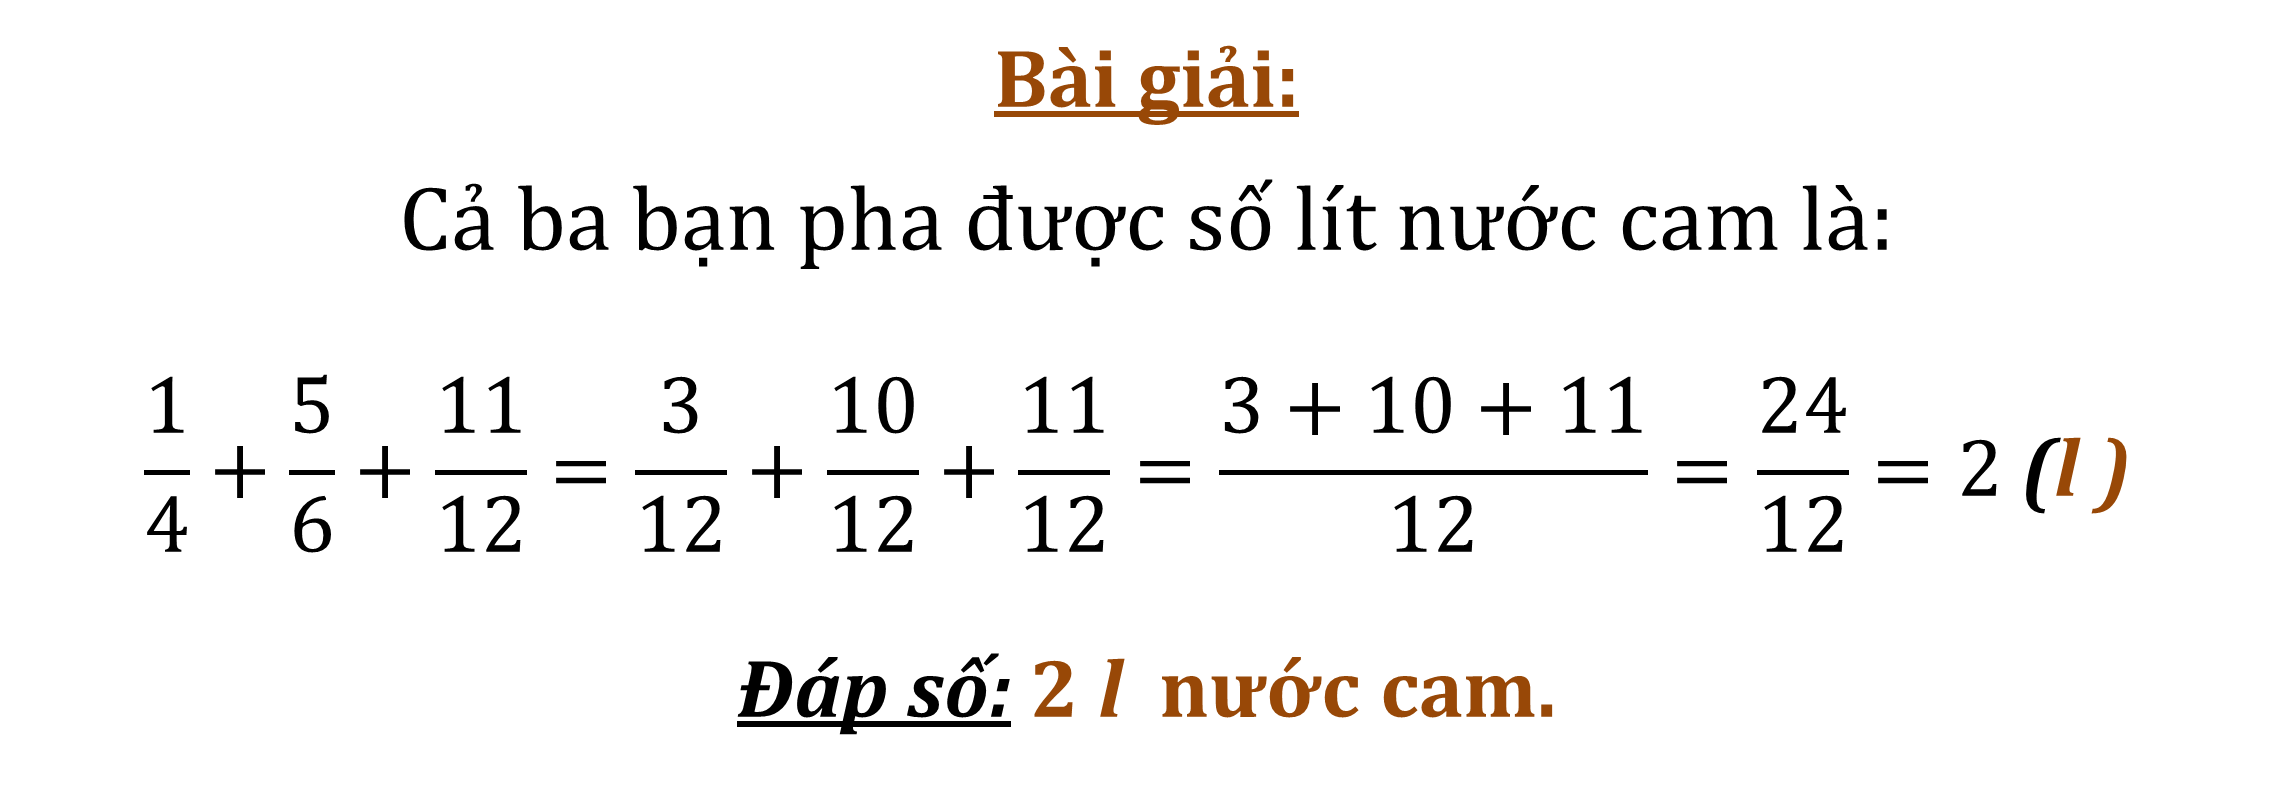 Bài giải:
Cả ba bạn pha được số lít nước cam là:
1/4 + 5/6 + 11/12 = 3/12 + 10/12 + 11/12 = (3 + 10 + 11)/12 = 24/12 = 2 (l )
Đáp số: 2 l nước cam.